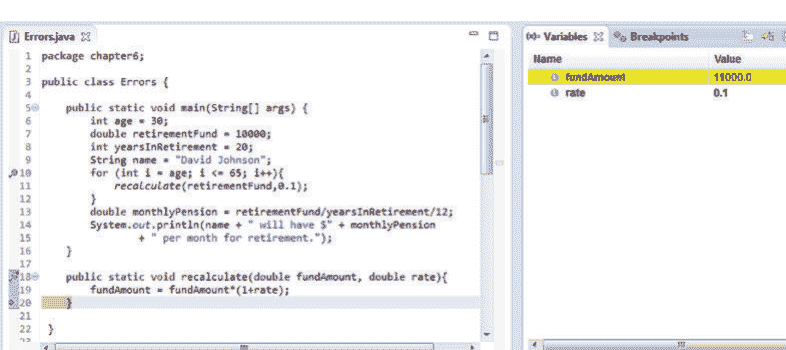 Errors.java
1 package chapter6;
2
3 public class Errors {
4
5 public static void main(String[] args) {
6 int age = 30;
7 double retirementFund = 10000;
8 int yearsInRetirement = 20;
9 String name = "David Johnson";
10 for (int i = age; i <= 65; i++){
11 recalculate(retirementFund,0.1);
12 }
13 double monthlyPension = retirementFund/yearsInRetirement/12;
14 System.out.println(name + " will have $" + monthlyPension
15 + " per month for retirement.");
16 }
17
18 public static void recalculate(double fundAmount, double rate){
19 fundAmount = fundAmount*(1+rate);
20 }
21
22 }
23
(x)= Variables Breakpoints
Name Value
fundAmount 11000.0
rate 0.1